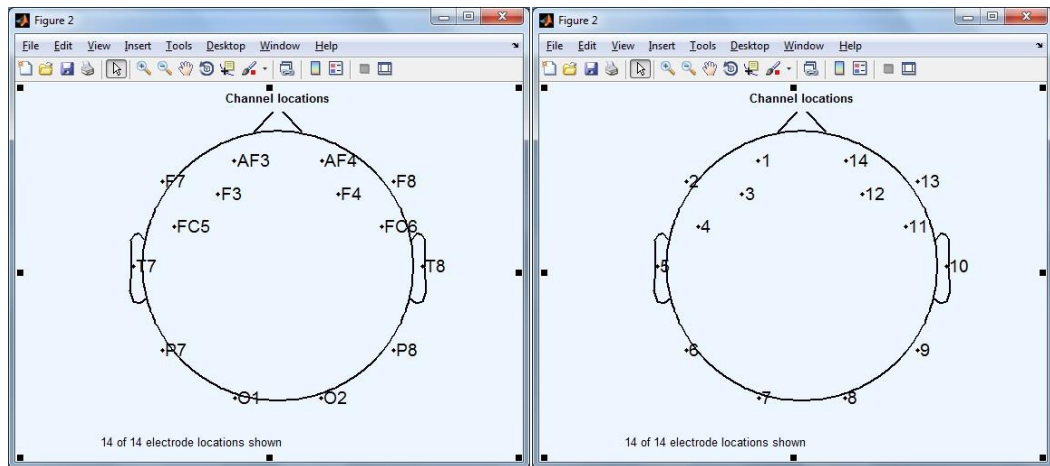 Figure 2
File Edit View Insert Tools Desktop Window Help
Channel locations
AF3 AF4
F7 F8
F3 F4
FC5 FC6
T7 T8
P7 P8
O1 O2
14 of 14 electrode locations shown
Figure 2
File Edit View Insert Tools Desktop Window Help
Channel locations
1 14
2 13
3 12
4 11
5 10
6 9
7 8
14 of 14 electrode locations shown